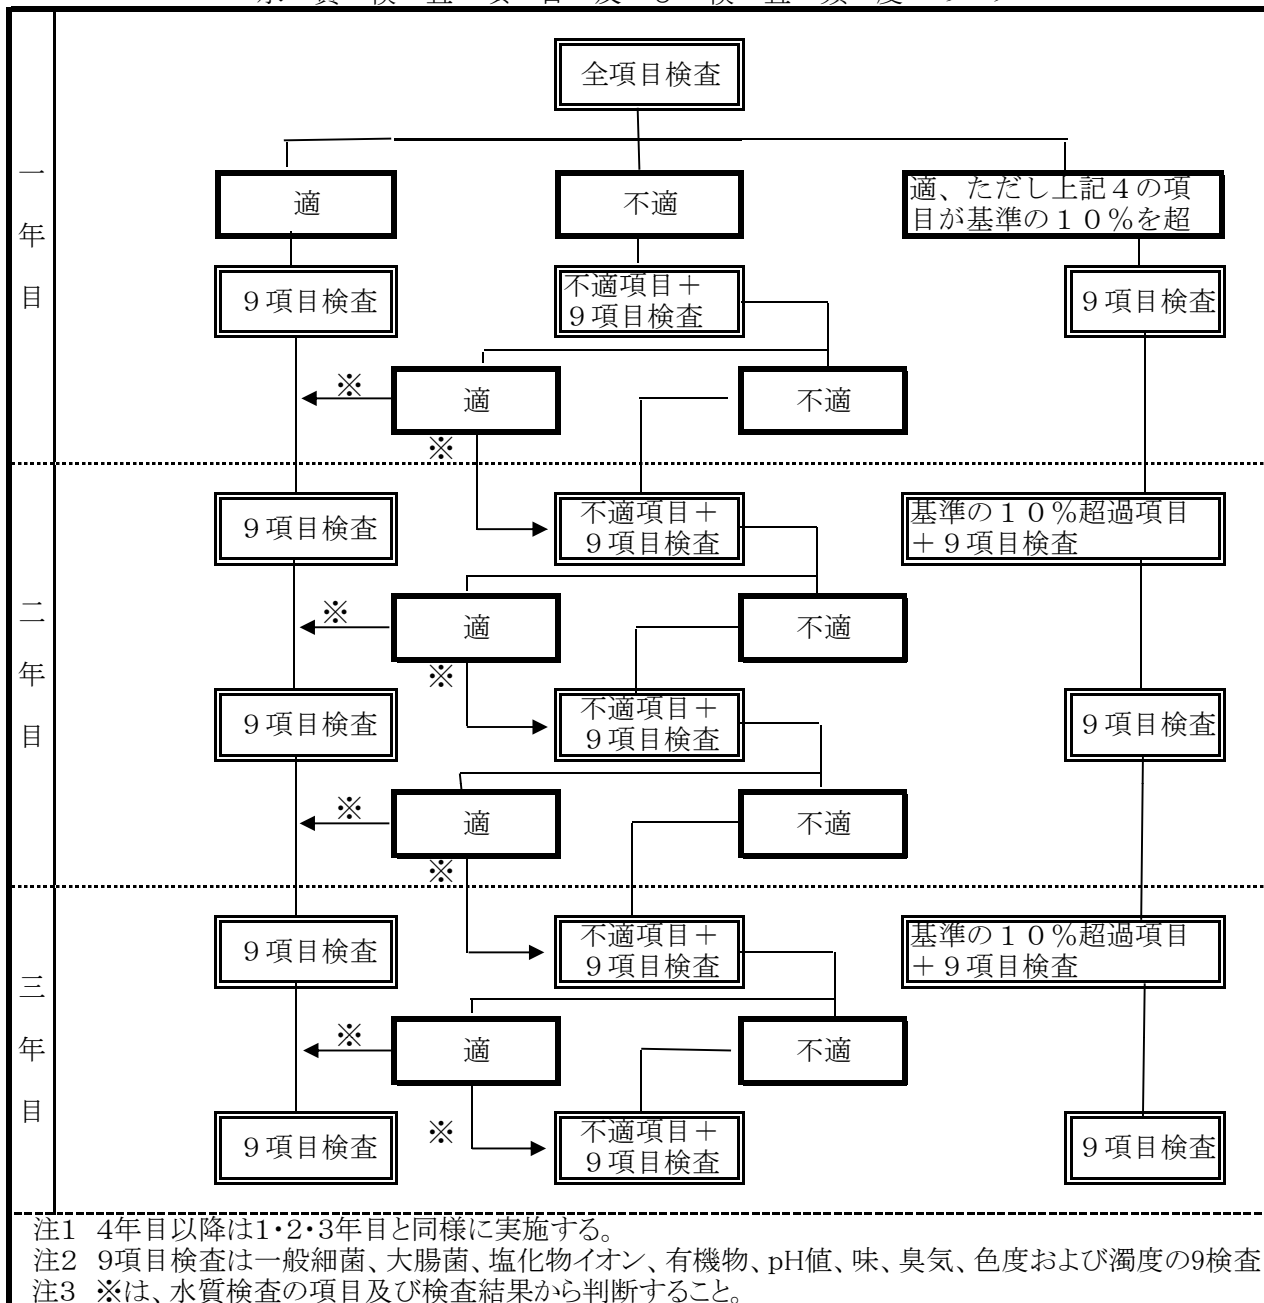 全項目検査
一年目
適
不適
適、ただし上記4の項
目が基準の10%を超
9項目検査
不適項目+
9項目検査
9項目検査
※
適
不適
※
二年目
9項目検査
不適項目+
9項目検査
基準の10%超過項目
+9項目検査
※
適
不適
※
9項目検査
不適項目+
9項目検査
9項目検査
※
適
不適
※
三年目
9項目検査
不適項目+
9項目検査
基準の10%超過項目
+9項目検査
※
適
不適
※
9項目検査
不適項目+
9項目検査
9項目検査
注1 4年目以降は1・2・3年目と同様に実施する。
注2 9項目検査は一般細菌、大腸菌、塩化物イオン、有機物、pH値、味、臭気、色度および濁度の9検査
注3 ※は、水質検査の項目及び検査結果から判断すること。